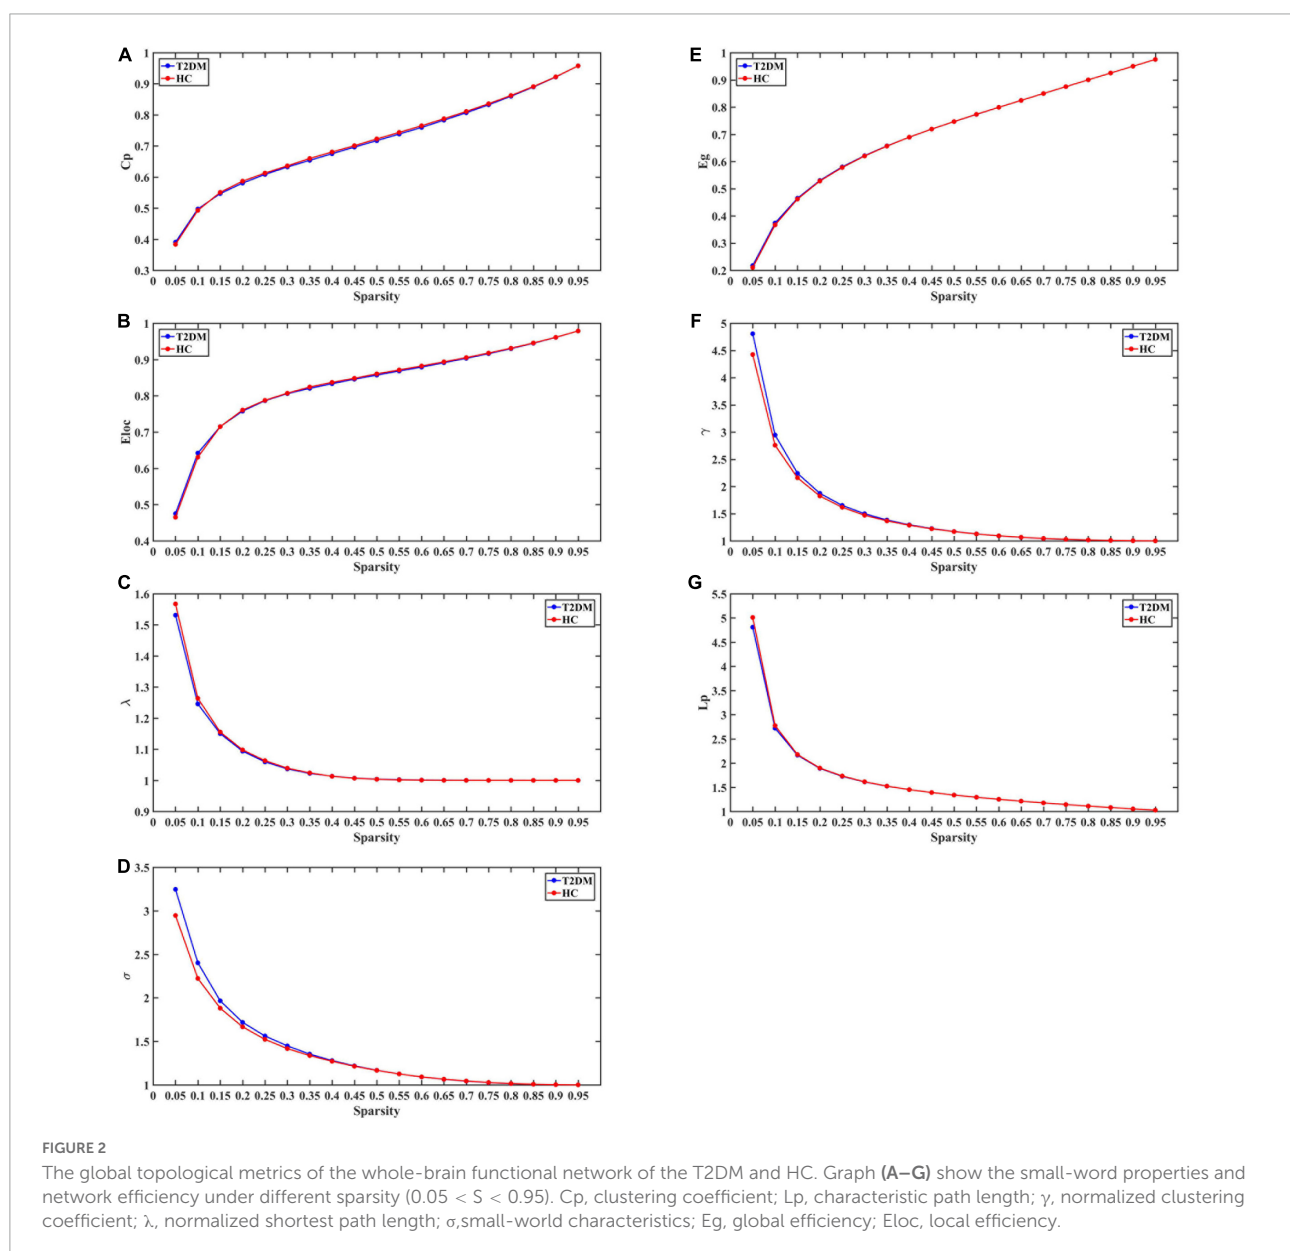 A
T2DM
HC
1
0.9
0.8
0.7
0.6
0.5
0.4
0.3
Cp
0 0.05 0.1 0.15 0.2 0.25 0.3 0.35 0.4 0.45 0.5 0.55 0.6 0.65 0.7 0.75 0.8 0.85 0.9 0.95
Sparsity
B
T2DM
HC
1
0.9
0.8
0.7
0.6
0.5
0.4
Eloc
0 0.05 0.1 0.15 0.2 0.25 0.3 0.35 0.4 0.45 0.5 0.55 0.6 0.65 0.7 0.75 0.8 0.85 0.9 0.95
Sparsity
C
T2DM
HC
1.6
1.5
1.4
1.3
1.2
1.1
1
0.9
λ
0 0.05 0.1 0.15 0.2 0.25 0.3 0.35 0.4 0.45 0.5 0.55 0.6 0.65 0.7 0.75 0.8 0.85 0.9 0.95
Sparsity
D
T2DM
HC
3.5
3
2.5
2
1.5
1
σ
0 0.05 0.1 0.15 0.2 0.25 0.3 0.35 0.4 0.45 0.5 0.55 0.6 0.65 0.7 0.75 0.8 0.85 0.9 0.95
Sparsity
E
T2DM
HC
1
0.9
0.8
0.7
0.6
0.5
0.4
0.3
0.2
Eg
0 0.05 0.1 0.15 0.2 0.25 0.3 0.35 0.4 0.45 0.5 0.55 0.6 0.65 0.7 0.75 0.8 0.85 0.9 0.95
Sparsity
F
T2DM
HC
5
4.5
4
3.5
3
2.5
2
1.5
1
γ
0 0.05 0.1 0.15 0.2 0.25 0.3 0.35 0.4 0.45 0.5 0.55 0.6 0.65 0.7 0.75 0.8 0.85 0.9 0.95
Sparsity
G
T2DM
HC
5.5
5
4.5
4
3.5
3
2.5
2
1.5
1
Lp
0 0.05 0.1 0.15 0.2 0.25 0.3 0.35 0.4 0.45 0.5 0.55 0.6 0.65 0.7 0.75 0.8 0.85 0.9 0.95
Sparsity
FIGURE 2
The global topological metrics of the whole-brain functional network of the T2DM and HC. Graph (A–G) show the small-word properties and
network efficiency under different sparsity (0.05 < S < 0.95). Cp, clustering coefficient; Lp, characteristic path length; γ, normalized clustering
coefficient; λ, normalized shortest path length; σ,small-world characteristics; Eg, global efficiency; Eloc, local efficiency.